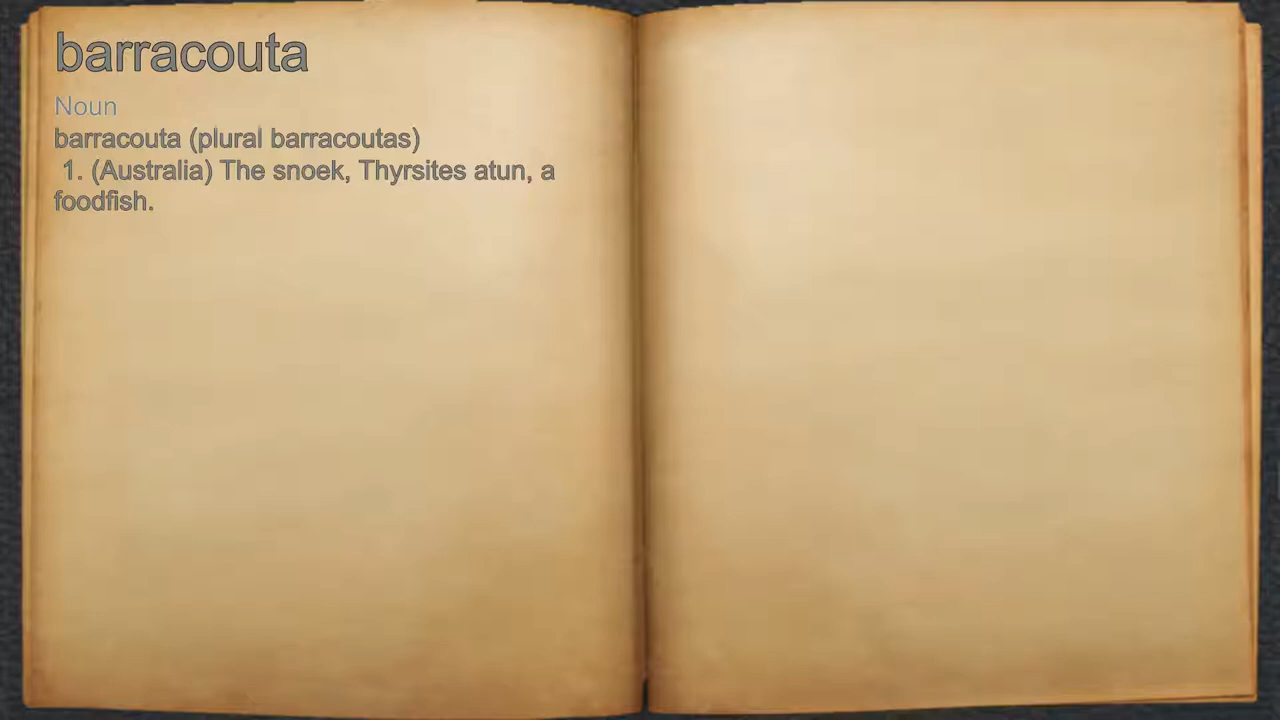 barracouta
Noun
barracouta (plural barracoutas)
1. (Australia) The snoek, Thyrsites atun, a
foodfish.